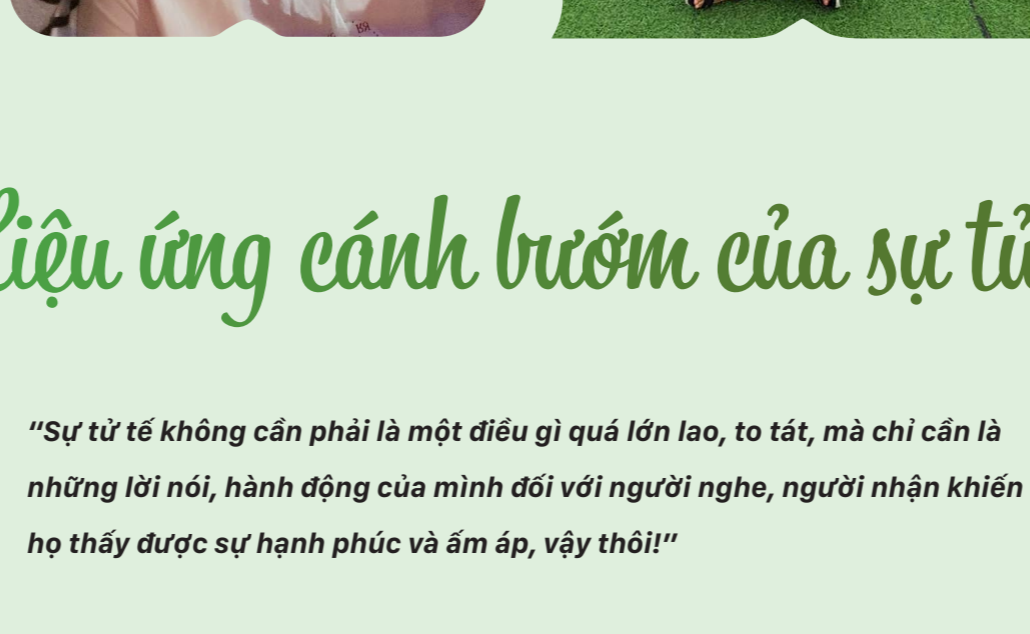 iệu ứng cánh bướm của sự tử
“Sự tử tế không cần phải là một điều gì quá lớn lao, to tát, mà chỉ cần là
những lời nói, hành động của mình đối với người nghe, người nhận khiến
họ thấy được sự hạnh phúc và ấm áp, vậy thôi!”